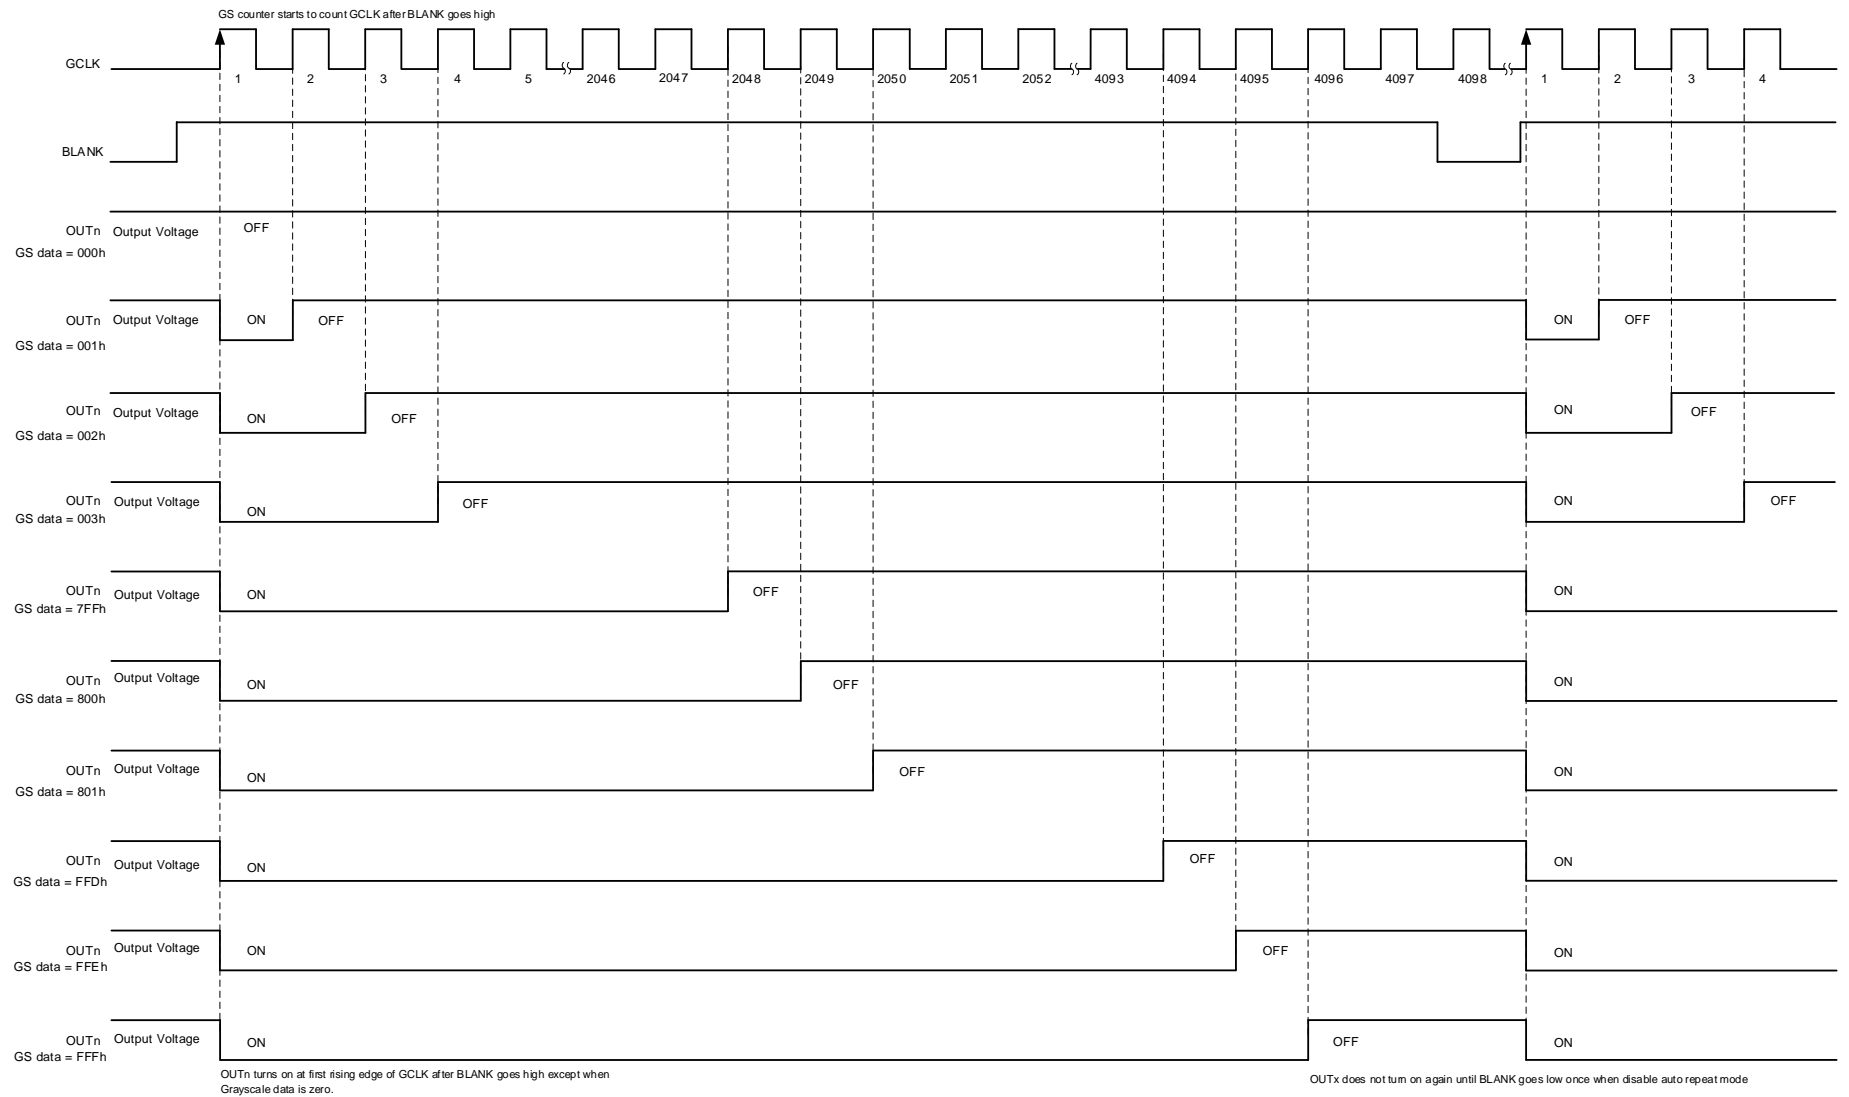 GS counter starts to count GCLK after BLANK goes high
GCLK
1 2 3 4 5 2046 2047 2048 2049 2050 2051 2052 4093 4094 4095 4096 4097 4098 1 2 3 4
BLANK
OUTn Output Voltage OFF
GS data = 000h
OUTn Output Voltage ON OFF ON OFF
GS data = 001h
OUTn Output Voltage ON OFF ON OFF
GS data = 002h
OUTn Output Voltage ON OFF ON OFF
GS data = 003h
OUTn Output Voltage ON OFF ON
GS data = 7FFh
OUTn Output Voltage ON OFF ON
GS data = 800h
OUTn Output Voltage ON OFF ON
GS data = 801h
OUTn Output Voltage ON OFF ON
GS data = FFDh
OUTn Output Voltage ON OFF ON
GS data = FFEh
OUTn Output Voltage ON OFF ON
GS data = FFFh
OUTn turns on at first rising edge of GCLK after BLANK goes high except when
Grayscale data is zero.
OUTx does not turn on again until BLANK goes low once when disable auto repeat mode